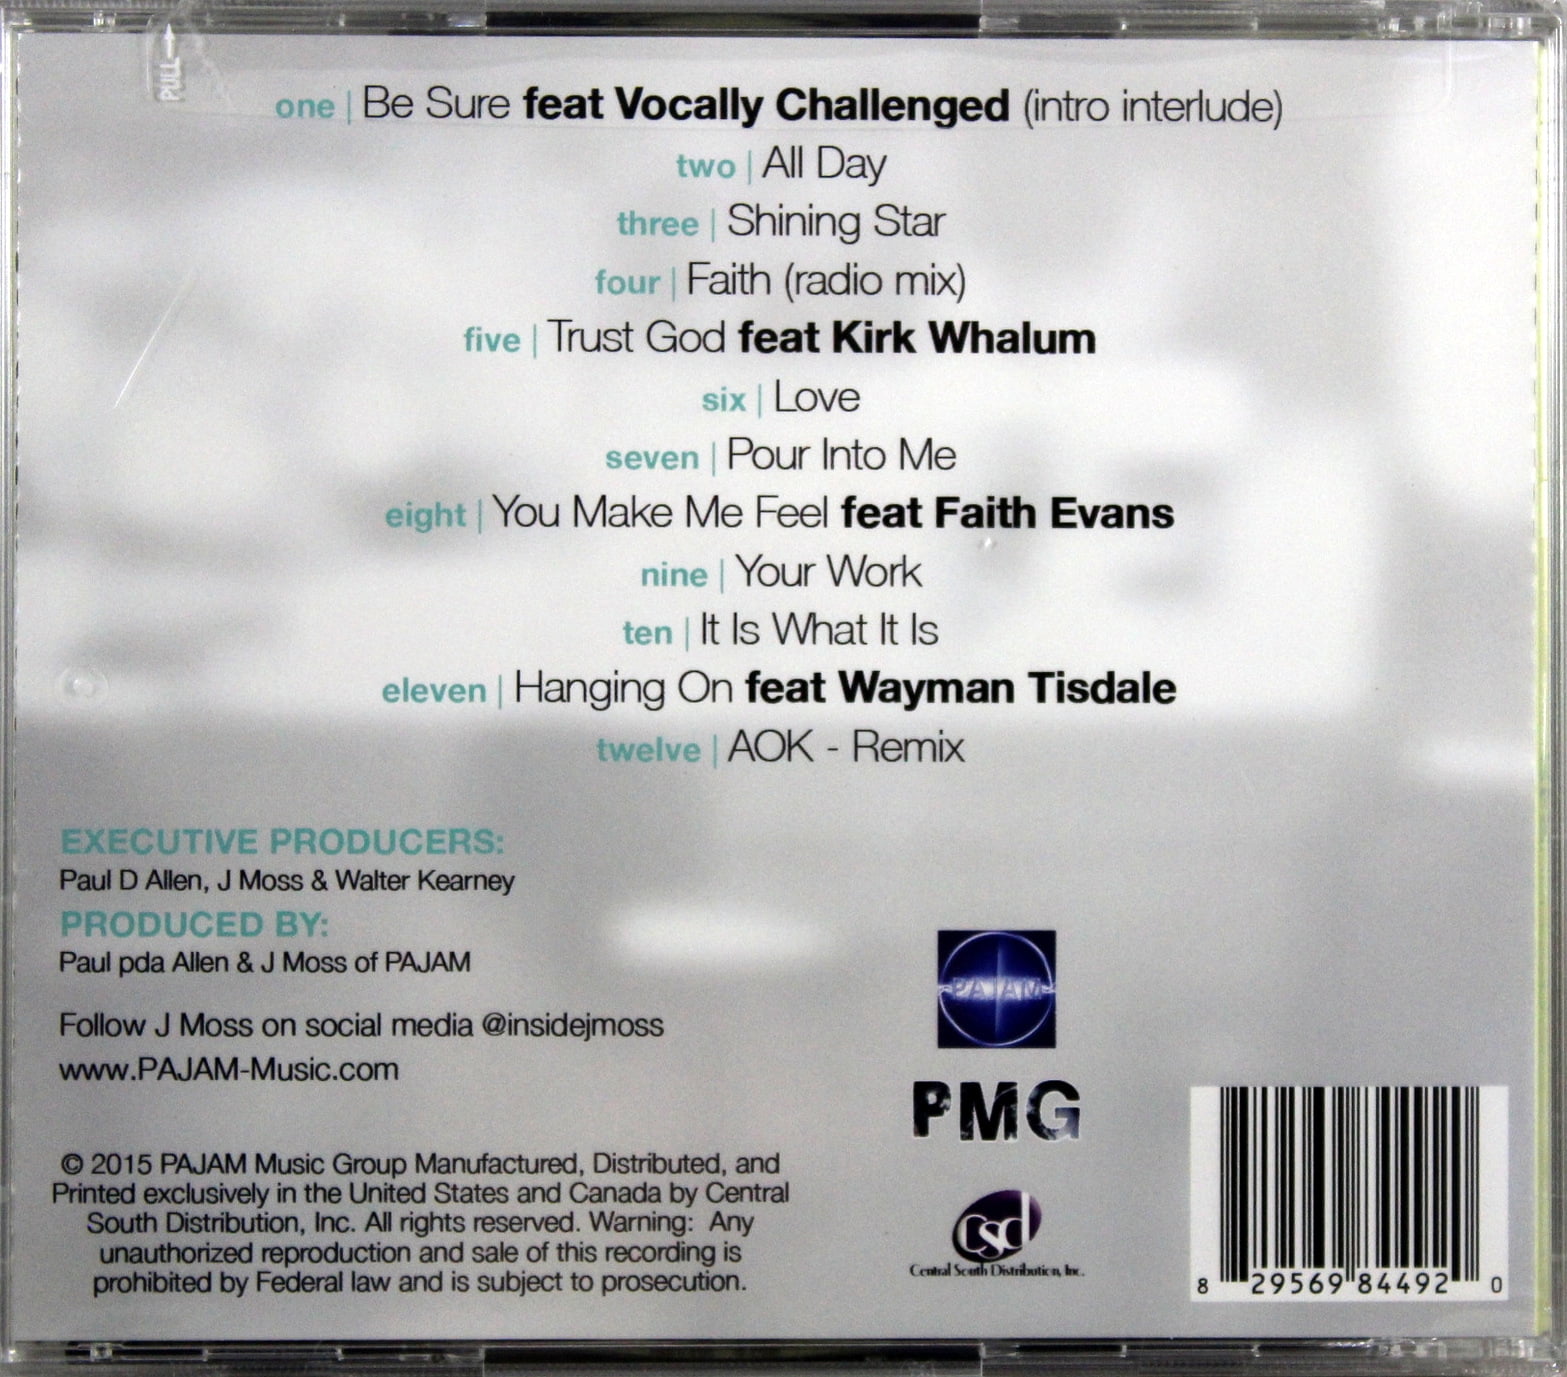 PULL
one | Be Sure feat Vocally Challenged (intro interlude)
two | All Day
three | Shining Star
four | Faith (radio mix)
five | Trust God feat Kirk Whalum
six | Love
seven | Pour Into Me
eight | You Make Me Feel feat Faith Evans
nine | Your Work
ten | It Is What It Is
eleven | Hanging On feat Wayman Tisdale
twelve | AOK - Remix
EXECUTIVE PRODUCERS:
Paul D Allen, J Moss & Walter Kearney
PRODUCED BY:
Paul pda Allen & J Moss of PAJAM
Follow J Moss on social media @insidejmoss
www.PAJAM-Music.com
© 2015 PAJAM Music Group Manufactured, Distributed, and
Printed exclusively in the United States and Canada by Central
South Distribution, Inc. All rights reserved. Warning: Any
unauthorized reproduction and sale of this recording is
prohibited by Federal law and is subject to prosecution.
PAJAM
PMG
csd
Central South Distribution, Inc.
8 29569 84492 0